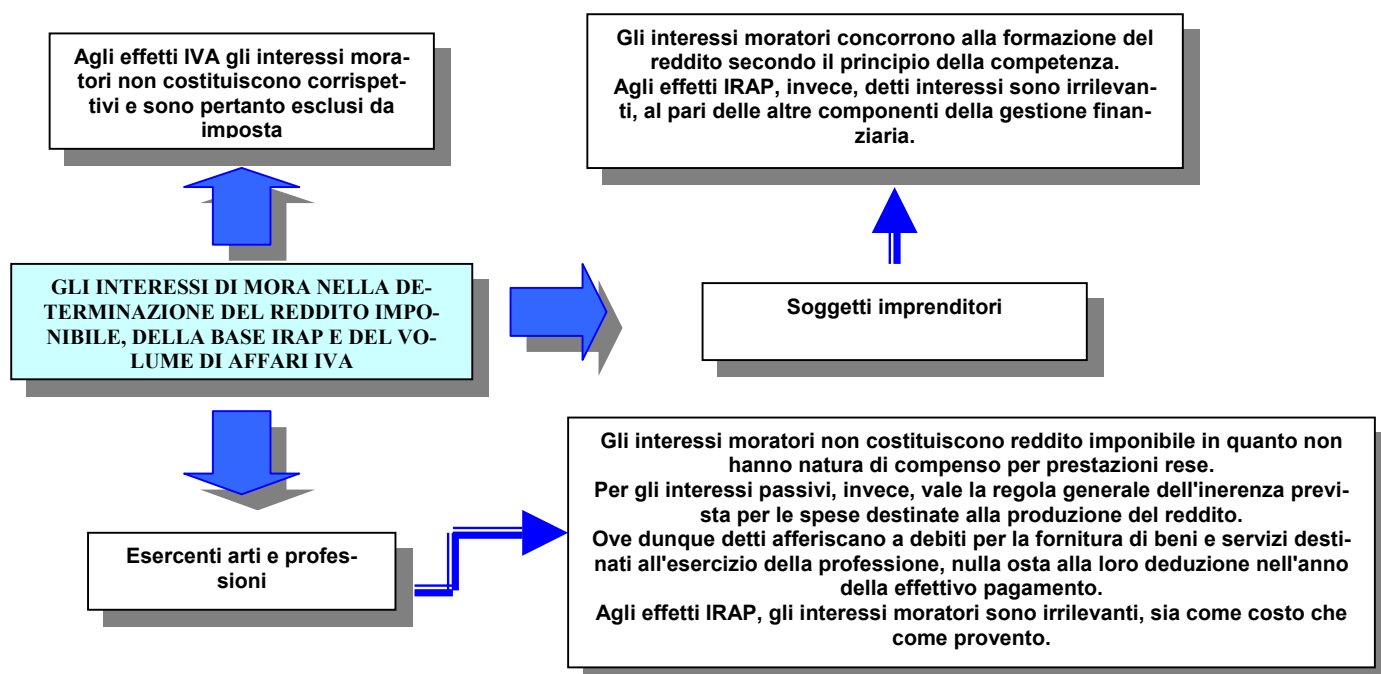 Agli effetti IVA gli interessi mora-
tori non costituiscono corrispet-
tivi e sono pertanto esclusi da
imposta
Gli interessi moratori concorrono alla formazione del
reddito secondo il principio della competenza.
Agli effetti IRAP, invece, detti interessi sono irrilevan-
ti, al pari delle altre componenti della gestione finan-
ziaria.
GLI INTERESSI DI MORA NELLA DE-
TERMINAZIONE DEL REDDITO IMPO-
NIBILE, DELLA BASE IRAP E DEL VO-
LUME DI AFFARI IVA
Soggetti imprenditori
Esercenti arti e profes-
sioni
Gli interessi moratori non costituiscono reddito imponibile in quanto non
hanno natura di compenso per prestazioni rese.
Per gli interessi passivi, invece, vale la regola generale dell'inerenza previ-
sta per le spese destinate alla produzione del reddito.
Ove dunque detti afferiscano a debiti per la fornitura di beni e servizi desti-
nati all'esercizio della professione, nulla osta alla loro deduzione nell'anno
della effettivo pagamento.
Agli effetti IRAP, gli interessi moratori sono irrilevanti, sia come costo che
come provento.